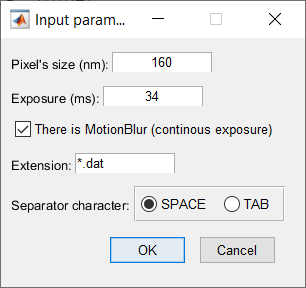 Input param...
Pixel's size (nm): 160
Exposure (ms): 34
There is MotionBlur (continous exposure)
Extension: *.dat
Separator character: SPACE TAB
OK Cancel